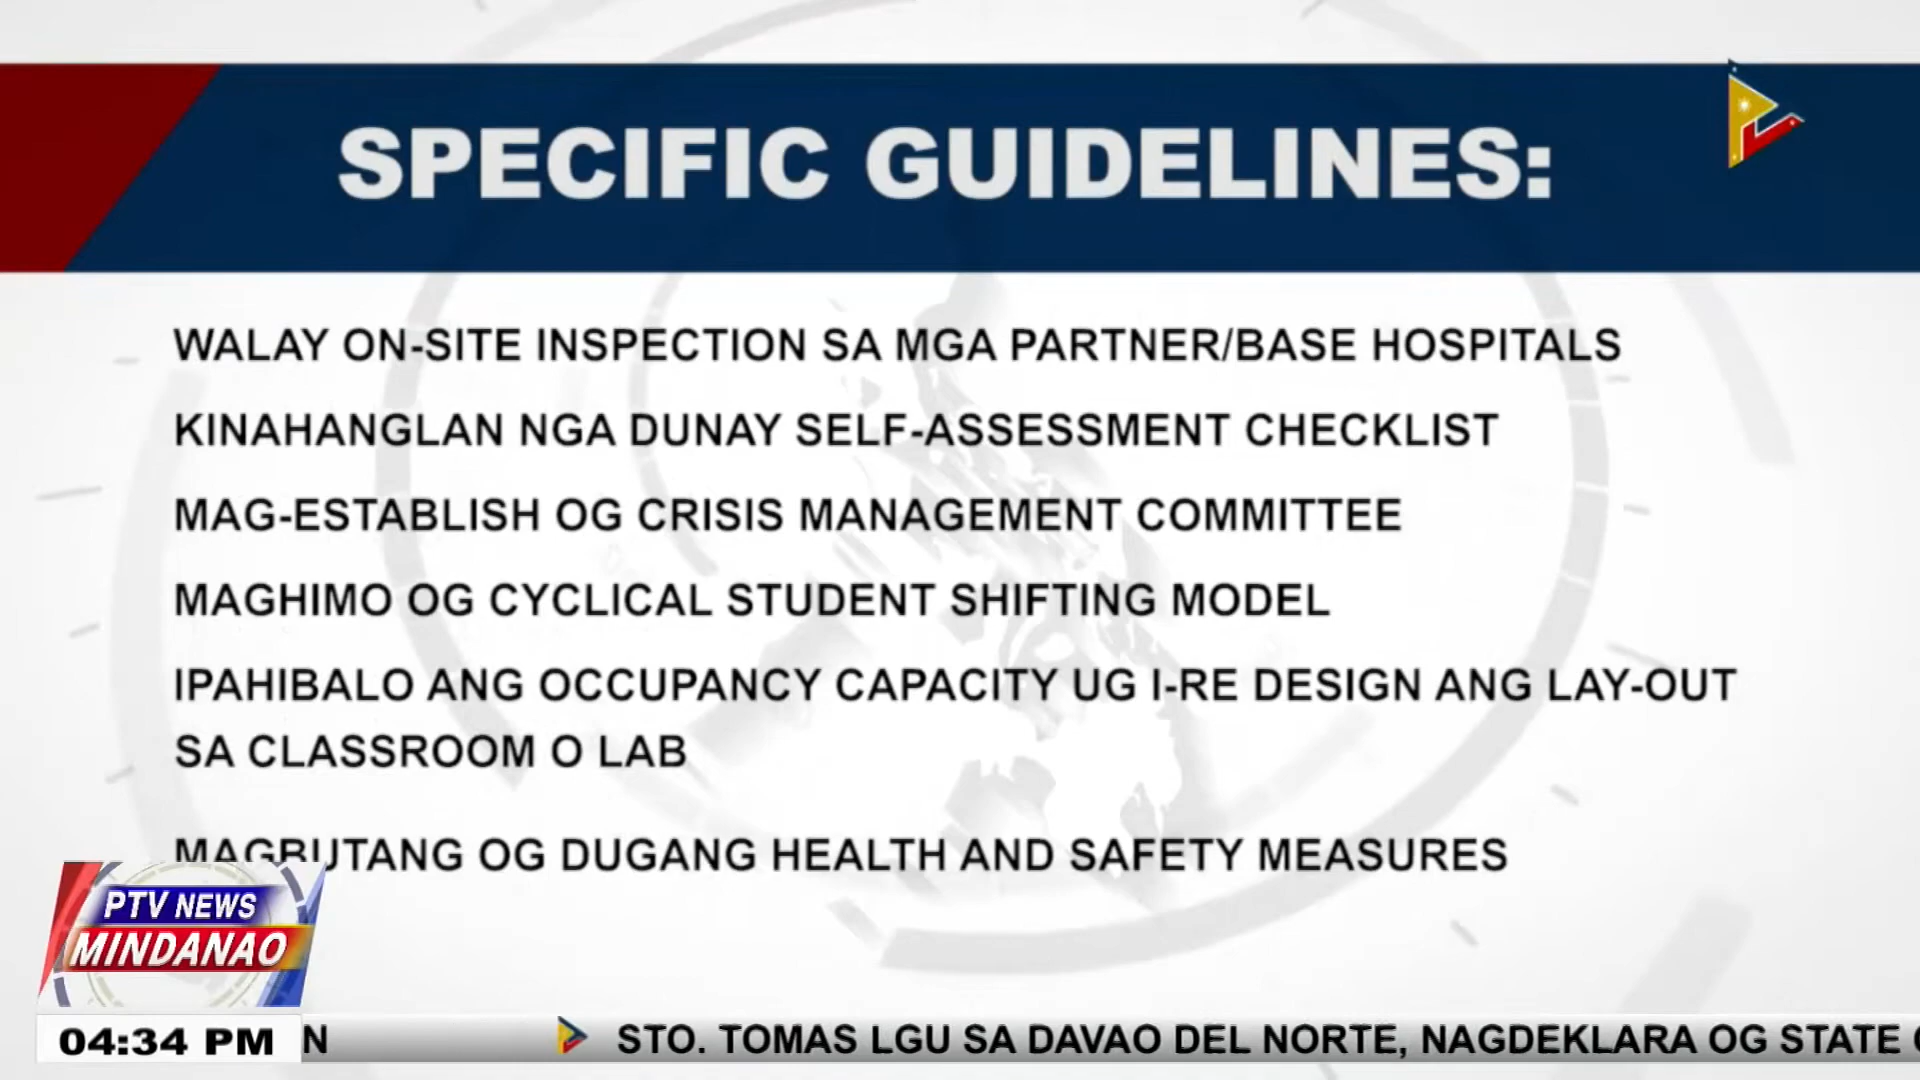 SPECIFIC GUIDELINES:
WALAY ON-SITE INSPECTION SA MGA PARTNER/BASE HOSPITALS
KINAHANGLAN NGA DUNAY SELF-ASSESSMENT CHECKLIST
MAG-ESTABLISH OG CRISIS MANAGEMENT COMMITTEE
MAGHIMO OG CYCLICAL STUDENT SHIFTING MODEL
IPAHIBALO ANG OCCUPANCY CAPACITY UG I-RE DESIGN ANG LAY-OUT
SA CLASSROOM O LAB
MAGBUTANG OG DUGANG HEALTH AND SAFETY MEASURES
PTV NEWS
MINDANAO
04:34 PM N STO. TOMAS LGU SA DAVAO DEL NORTE, NAGDEKLARA OG STATE